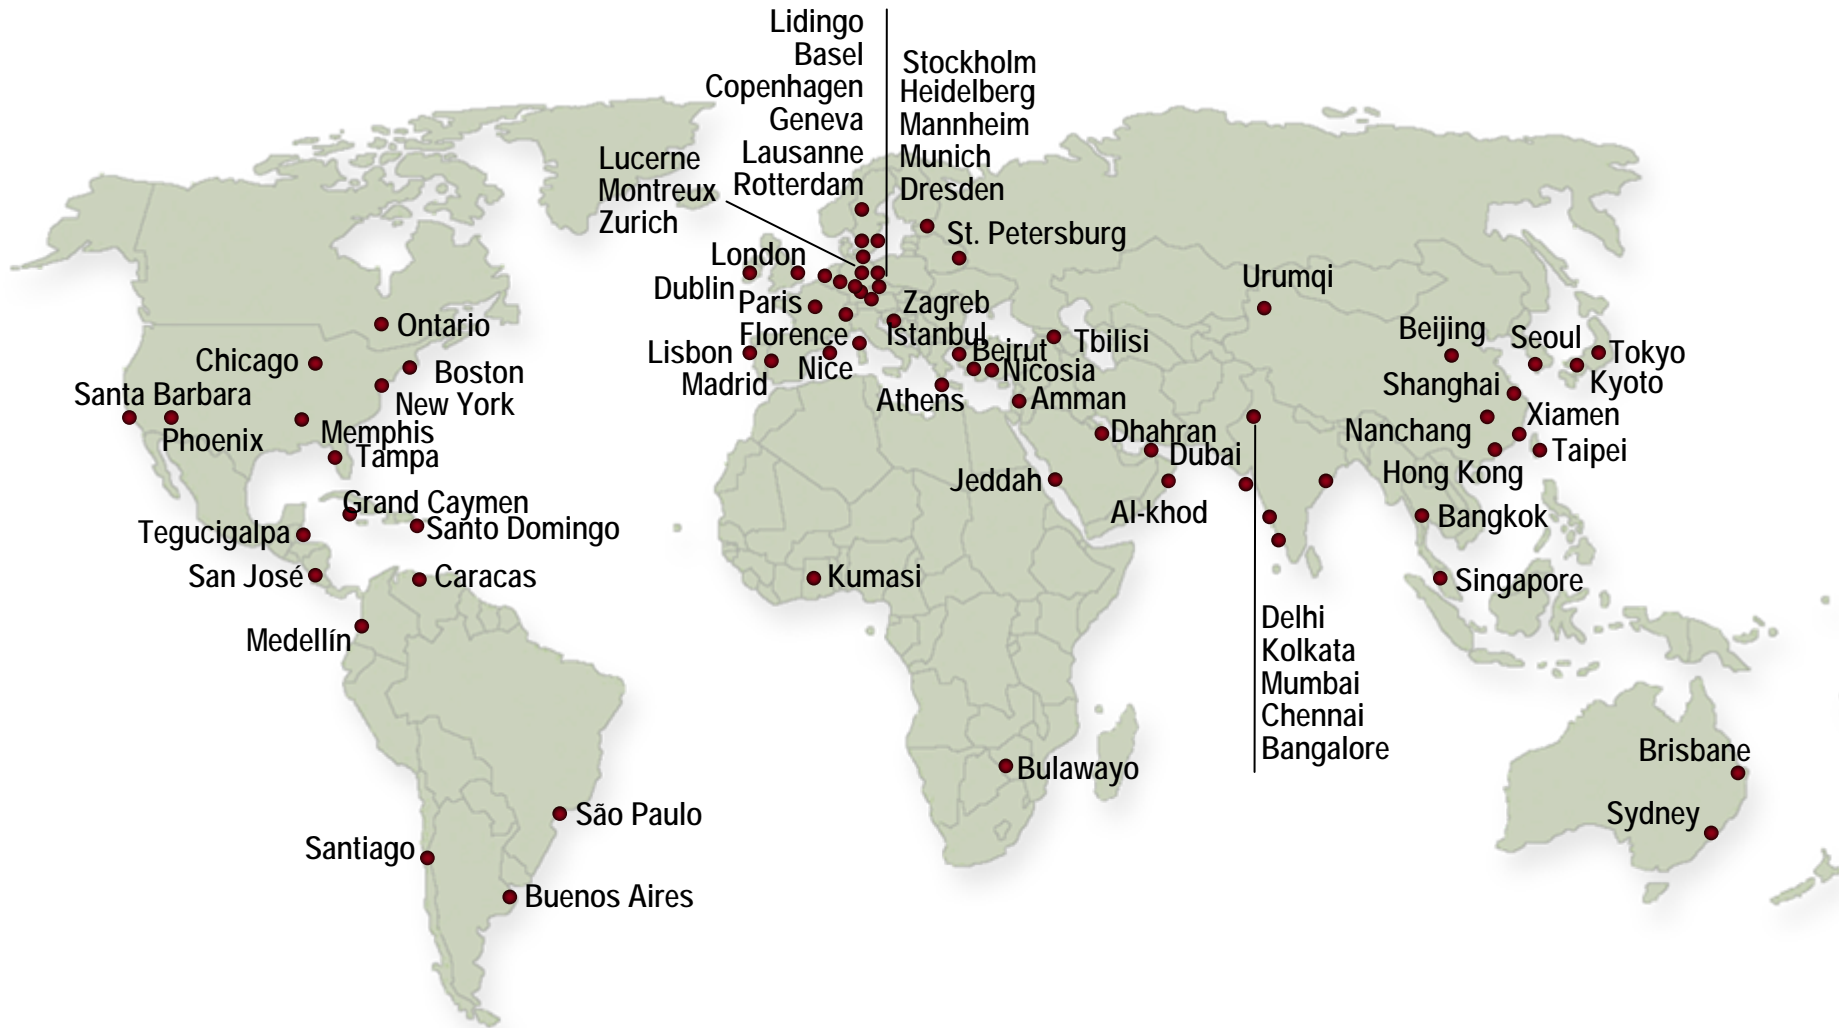 Lidingo
Basel
Copenhagen
Geneva
Lausanne
Rotterdam
Stockholm
Heidelberg
Mannheim
Munich
Dresden
Lucerne
Montreux
Zurich
St. Petersburg
London
Dublin
Paris
Zagreb
Florence
Istanbul
Lisbon
Madrid
Nice
Beirut
Nicosia
Athens
Amman
Tbilisi
Urumqi
Beijing
Seoul
Tokyo
Kyoto
Shanghai
Xiamen
Nanchang
Taipei
Hong Kong
Bangkok
Singapore
Ontario
Chicago
Boston
New York
Santa Barbara
Phoenix
Memphis
Tampa
Grand Caymen
Santo Domingo
Tegucigalpa
San José
Caracas
Medellín
Dhahran
Dubai
Jeddah
Al-khod
Kumasi
Delhi
Kolkata
Mumbai
Chennai
Bangalore
Bulawayo
São Paulo
Santiago
Buenos Aires
Brisbane
Sydney